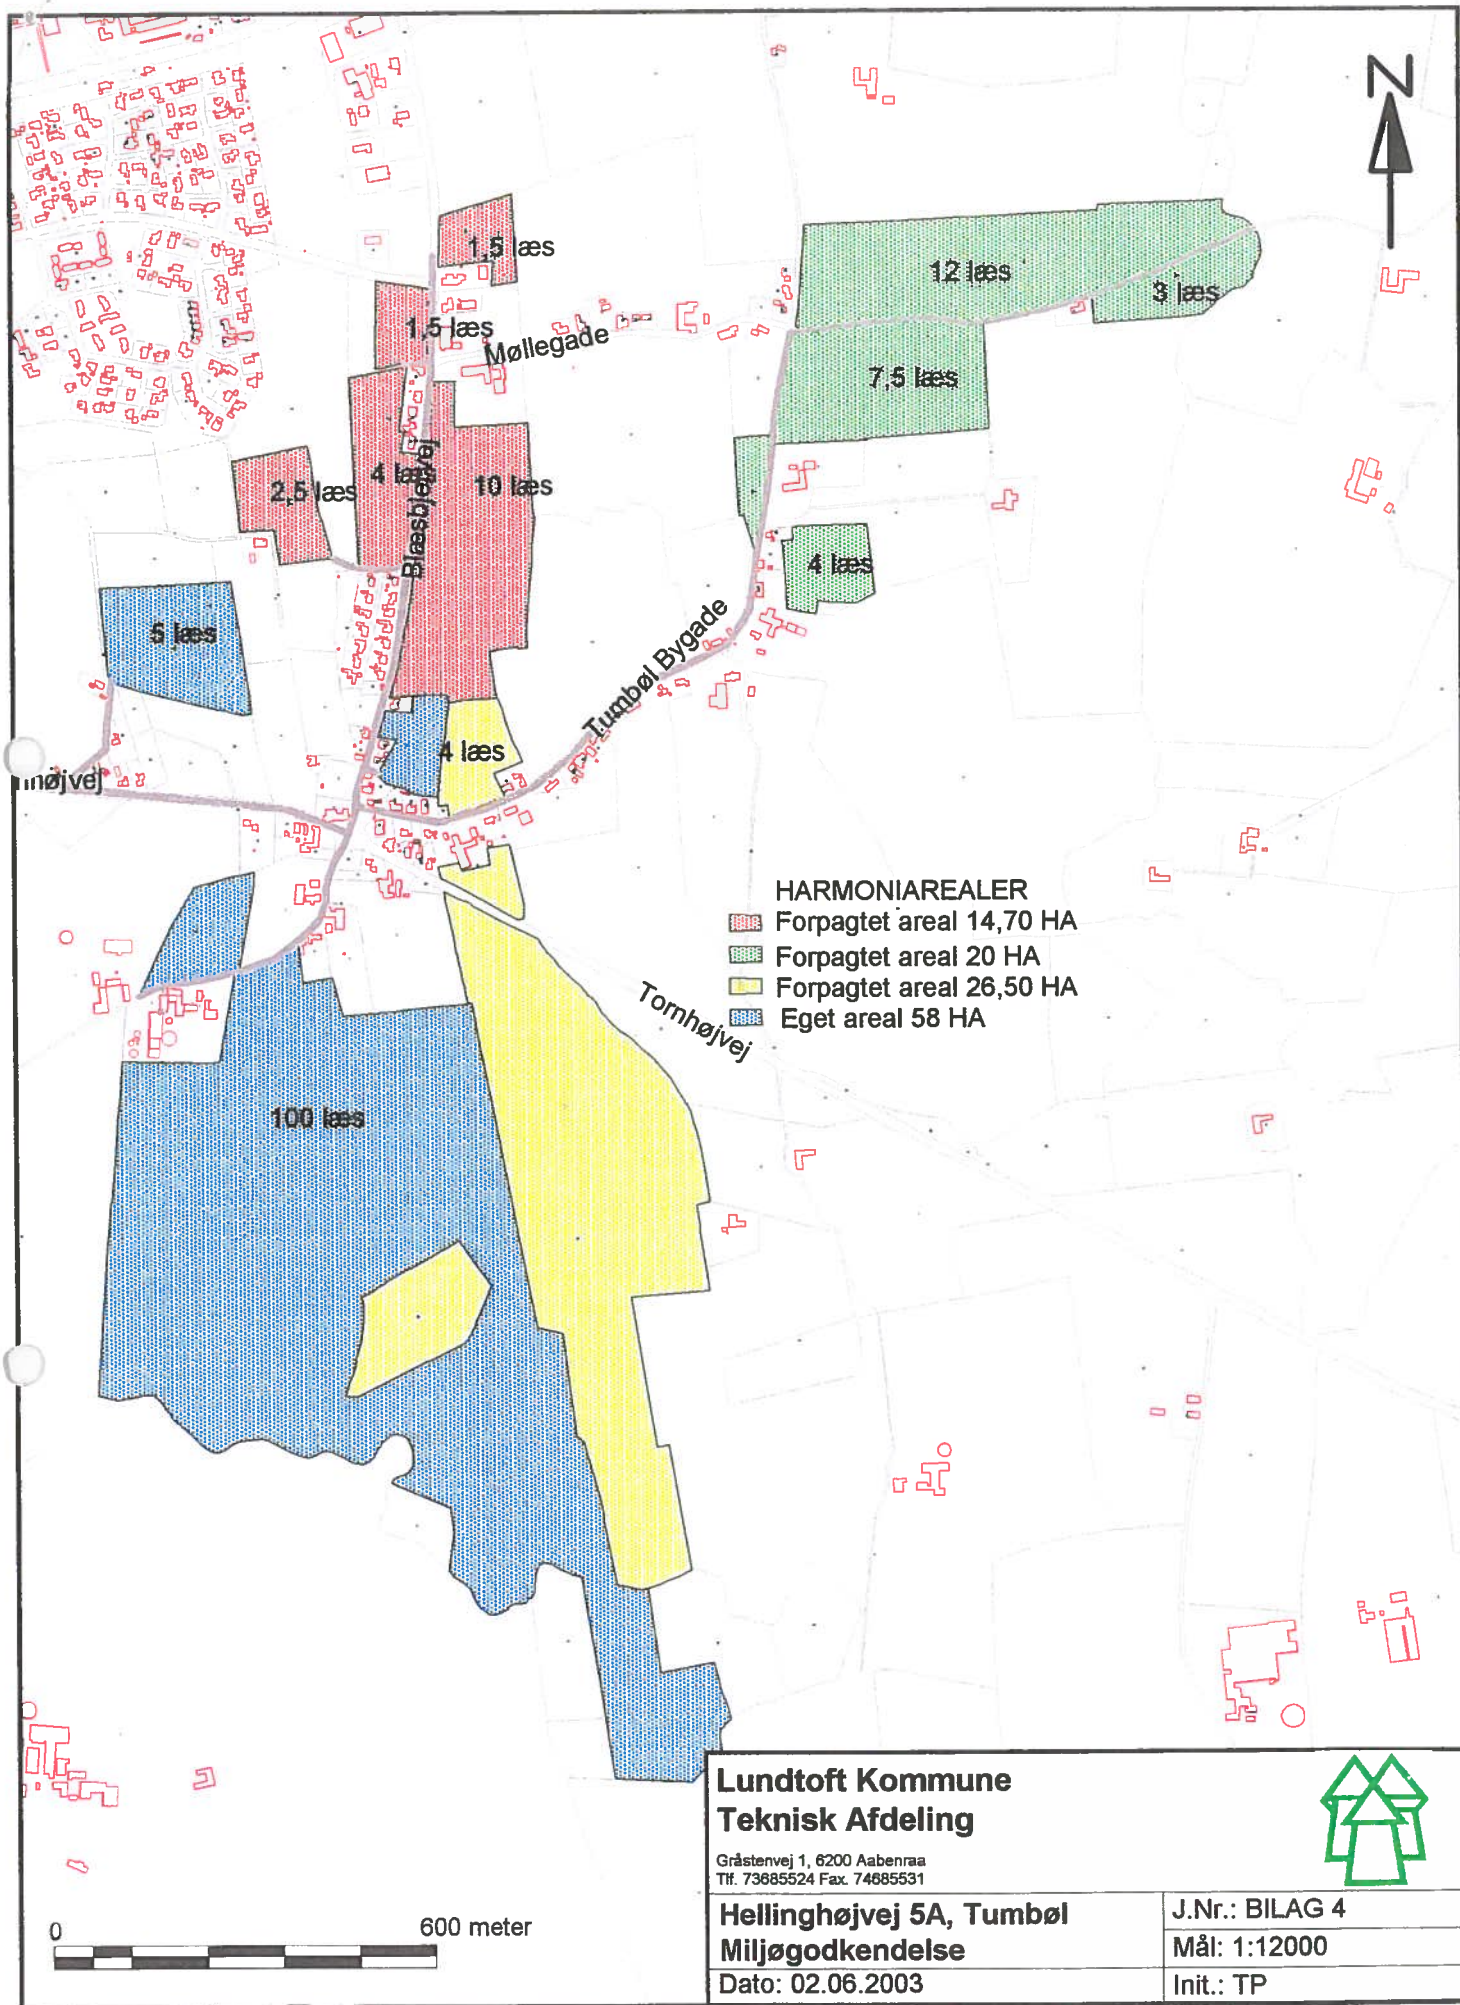 N
1,5 læs
12 læs
3 læs
1,5 læs
Møllegade
7,5 læs
2,5 læs
4 læs
10 læs
Blæsbjergvej
4 læs
5 læs
Tumbøl Bygade
4 læs
HARMONIAREALER
Forpagtet areal 14,70 HA
Forpagtet areal 20 HA
Forpagtet areal 26,50 HA
Eget areal 58 HA
Tornhøjvej
100 læs
Lundtoft Kommune
Teknisk Afdeling
Gråstenvej 1, 6200 Aabenraa
Tlf. 73685524 Fax. 74685531
Hellinghøjvej 5A, Tumbøl
Miljøgodkendelse
Dato: 02.06.2003
J.Nr.: BILAG 4
Mål: 1:12000
Init.: TP
0 600 meter